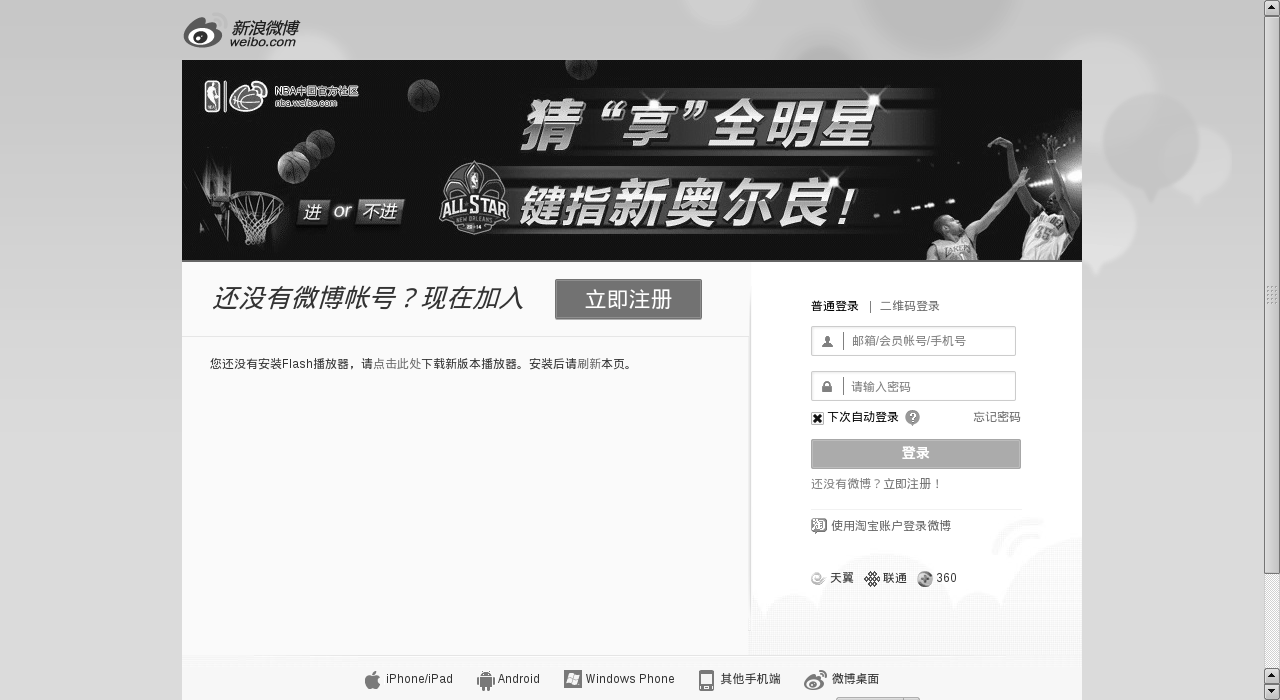 新浪微博
weibo.com
NBA中国官方社区
nba.weibo.com
猜“享”全明星
进 or 不进
ALL STAR
NEW ORLEANS
2014
键指新奥尔良!
还没有微博帐号？现在加入
立即注册
您还没有安装Flash播放器，请点击此处下载新版本播放器。安装后请刷新本页。
普通登录 | 二维码登录
邮箱/会员帐号/手机号
请输入密码
下次自动登录 ?
忘记密码
登录
还没有微博？立即注册！
淘 使用淘宝账户登录微博
天翼 联通 360
iPhone/iPad Android Windows Phone 其他手机端 微博桌面